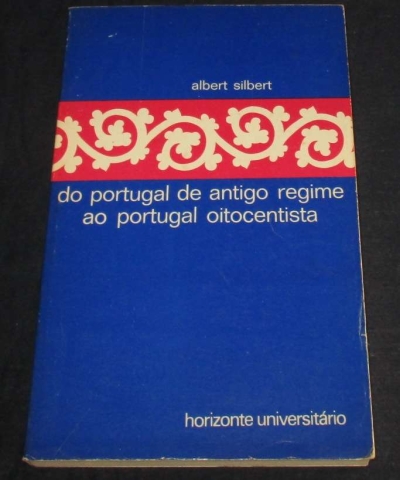 albert silbert
do portugal de antigo regime
ao portugal oitocentista
horizonte universitário